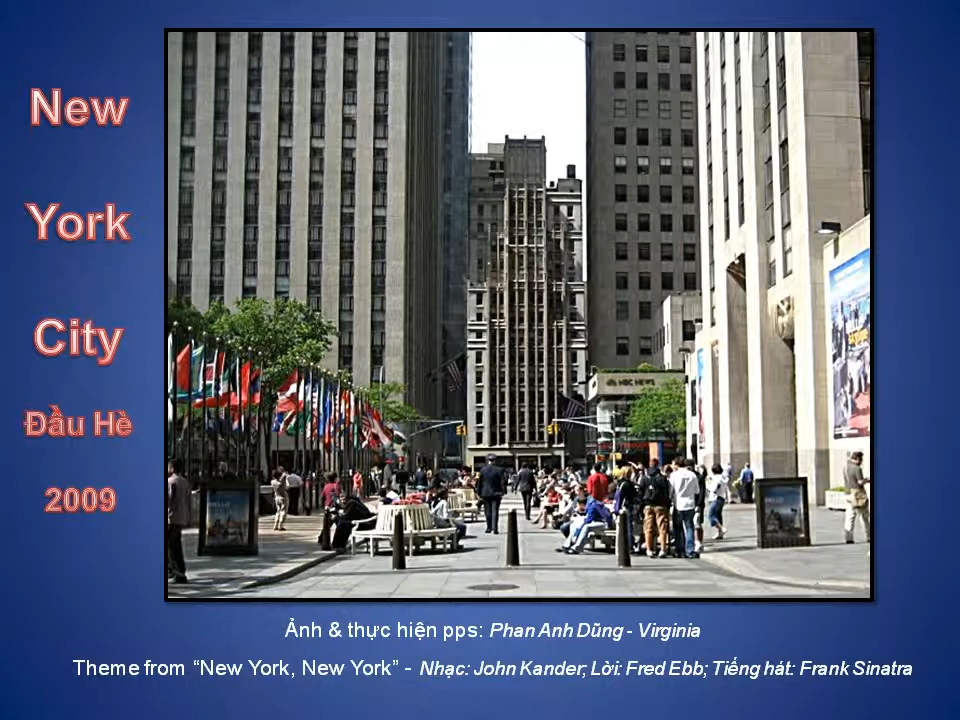 New
York
City
Đầu Hè
2009
NBC NEWS
Ảnh & thực hiện pps: Phan Anh Dũng - Virginia
Theme from “New York, New York” - Nhạc: John Kander; Lời: Fred Ebb; Tiếng hát: Frank Sinatra